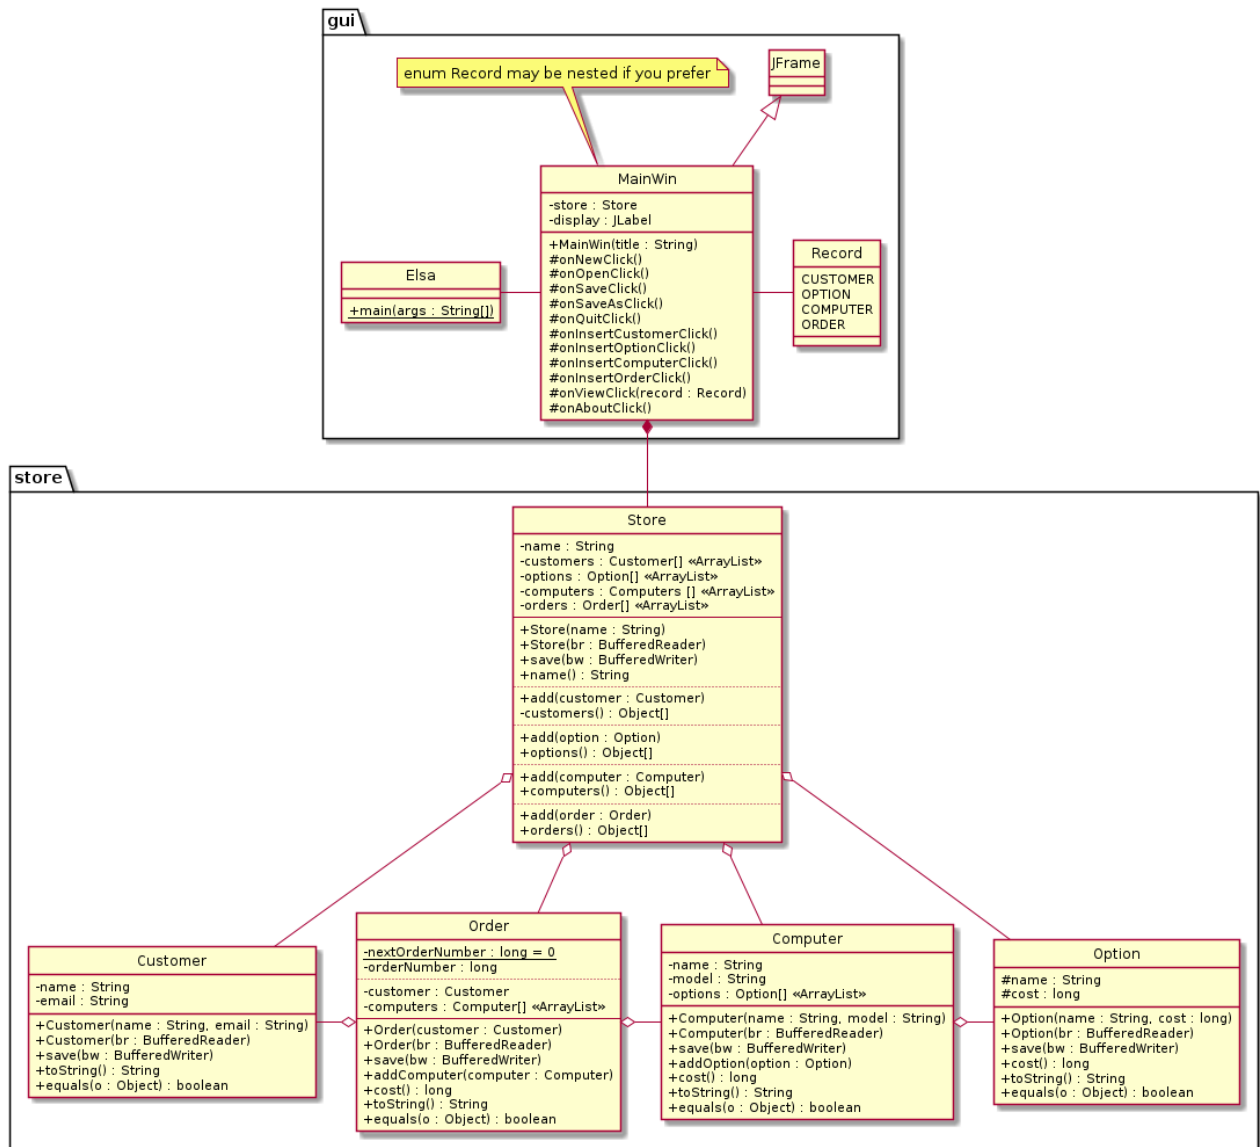 gui
enum Record may be nested if you prefer
JFrame
MainWin
-store : Store
-display : JLabel
+MainWin(title : String)
#onNewClick()
#onOpenClick()
#onSaveClick()
#onSaveAsClick()
#onQuitClick()
#onInsertCustomerClick()
#onInsertOptionClick()
#onInsertComputerClick()
#onInsertOrderClick()
#onViewClick(record : Record)
#onAboutClick()
Elsa
+main(args : String[])
Record
CUSTOMER
OPTION
COMPUTER
ORDER
store
Store
-name : String
-customers : Customer[] «ArrayList»
-options : Option[] «ArrayList»
-computers : Computers [] «ArrayList»
-orders : Order[] «ArrayList»
+Store(name : String)
+Store(br : BufferedReader)
+save(bw : BufferedWriter)
+name() : String
+add(customer : Customer)
-customers() : Object[]
+add(option : Option)
+options() : Object[]
+add(computer : Computer)
+computers() : Object[]
+add(order : Order)
+orders() : Object[]
Customer
-name : String
-email : String
+Customer(name : String, email : String)
+Customer(br : BufferedReader)
+save(bw : BufferedWriter)
+toString() : String
+equals(o : Object) : boolean
Order
-nextOrderNumber : long = 0
-orderNumber : long
-customer : Customer
-computers : Computer[] «ArrayList»
+Order(customer : Customer)
+Order(br : BufferedReader)
+save(bw : BufferedWriter)
+addComputer(computer : Computer)
+cost() : long
+toString() : String
+equals(o : Object) : boolean
Computer
-name : String
-model : String
-options : Option[] «ArrayList»
+Computer(name : String, model : String)
+Computer(br : BufferedReader)
+save(bw : BufferedWriter)
+addOption(option : Option)
+cost() : long
+toString() : String
+equals(o : Object) : boolean
Option
#name : String
#cost : long
+Option(name : String, cost : long)
+Option(br : BufferedReader)
+save(bw : BufferedWriter)
+cost() : long
+toString() : String
+equals(o : Object) : boolean